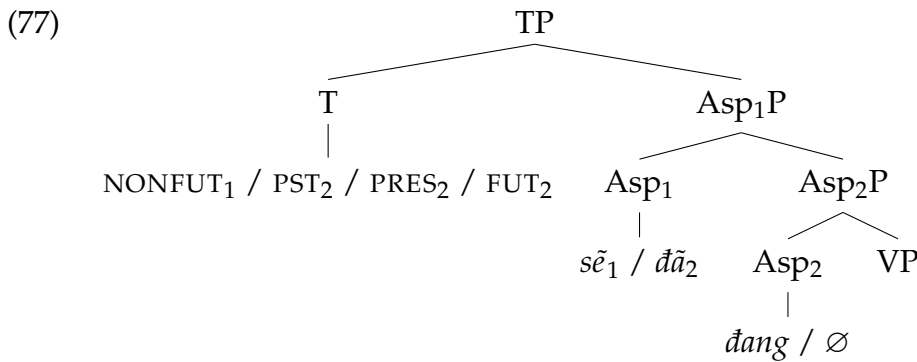 (77) TP
T Asp₁P
NONFUT₁ / PST₂ / PRES₂ / FUT₂ Asp₁ Asp₂P
sẽ₁ / đã₂ Asp₂ VP
đang / ∅